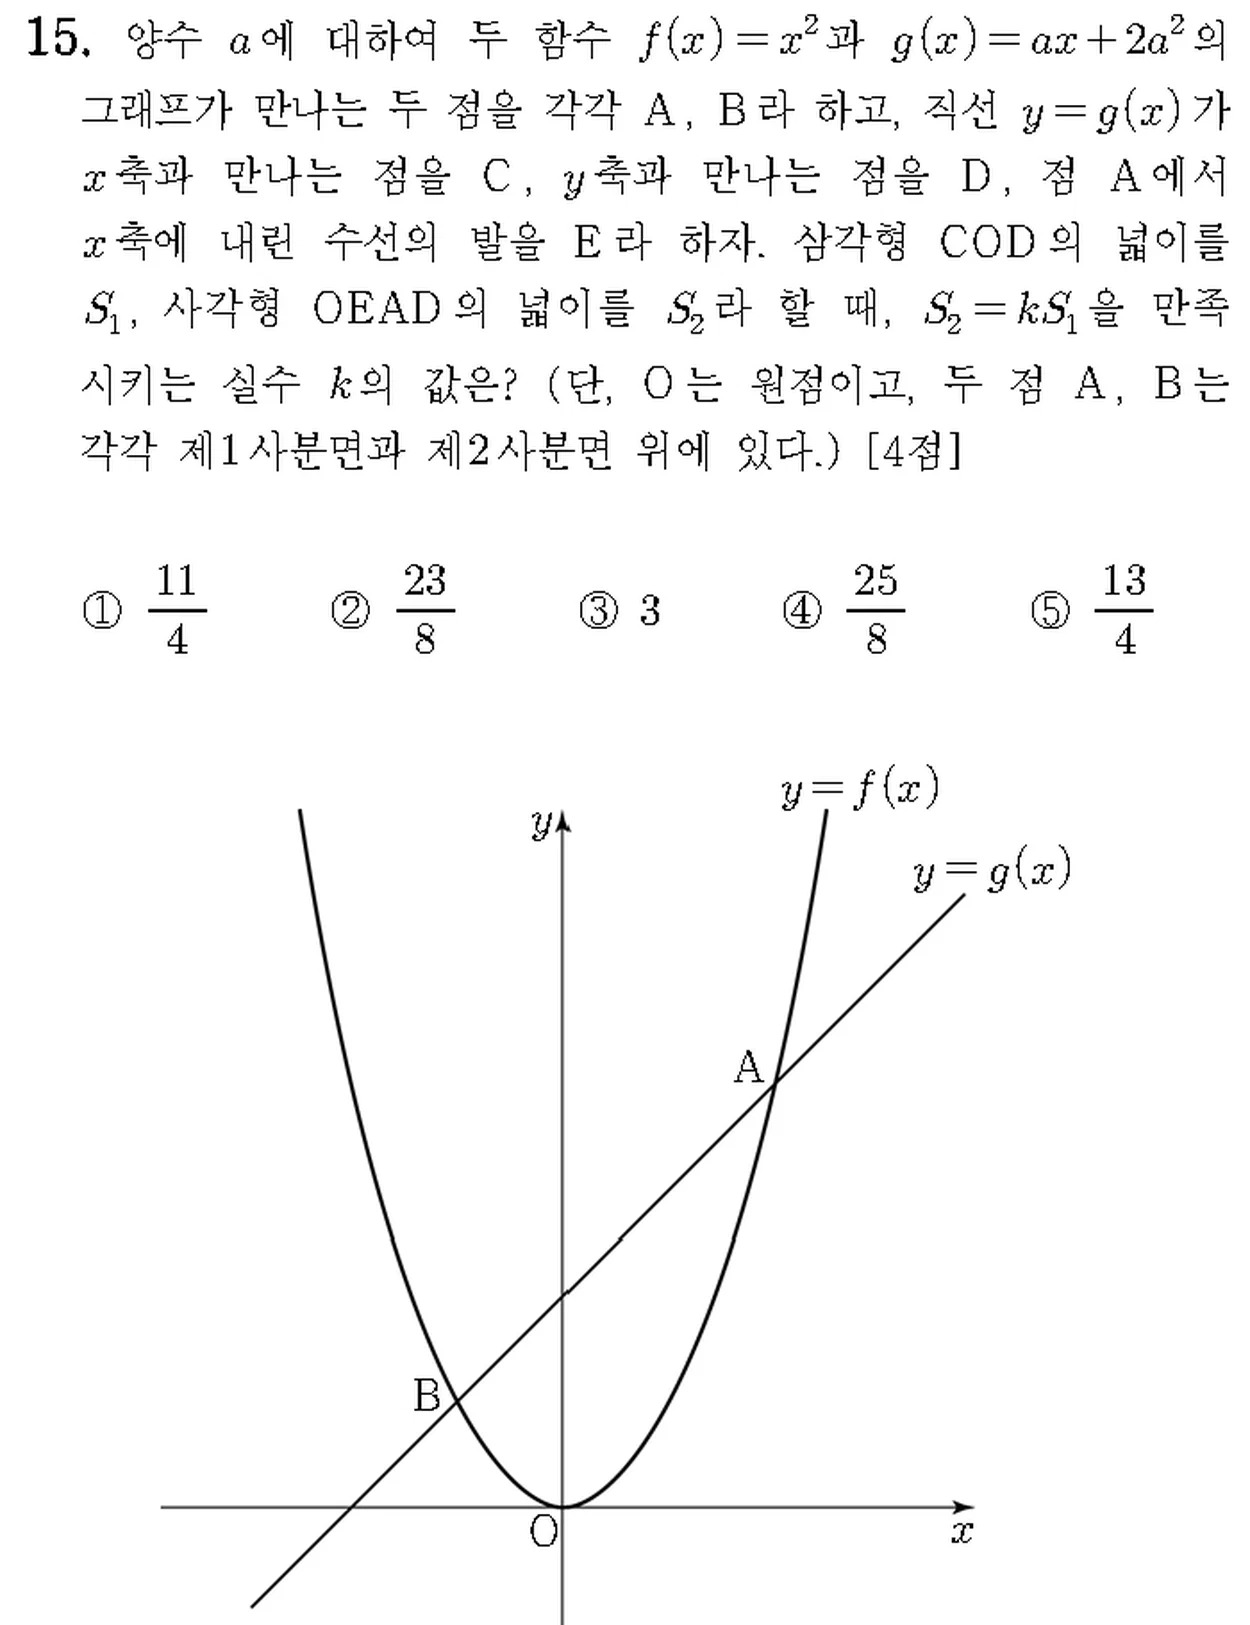 15. 양수 a에 대하여 두 함수 f(x)=x²과 g(x)=ax+2a²의
그래프가 만나는 두 점을 각각 A, B라 하고, 직선 y=g(x)가
x축과 만나는 점을 C, y축과 만나는 점을 D, 점 A에서
x축에 내린 수선의 발을 E라 하자. 삼각형 COD의 넓이를
S₁, 사각형 OEAD의 넓이를 S₂라 할 때, S₂=kS₁을 만족
시키는 실수 k의 값은? (단, O는 원점이고, 두 점 A, B는
각각 제1사분면과 제2사분면 위에 있다.) [4점]
① 11/4 ② 23/8 ③ 3 ④ 25/8 ⑤ 13/4
y=f(x)
y
y=g(x)
A
B
O
x